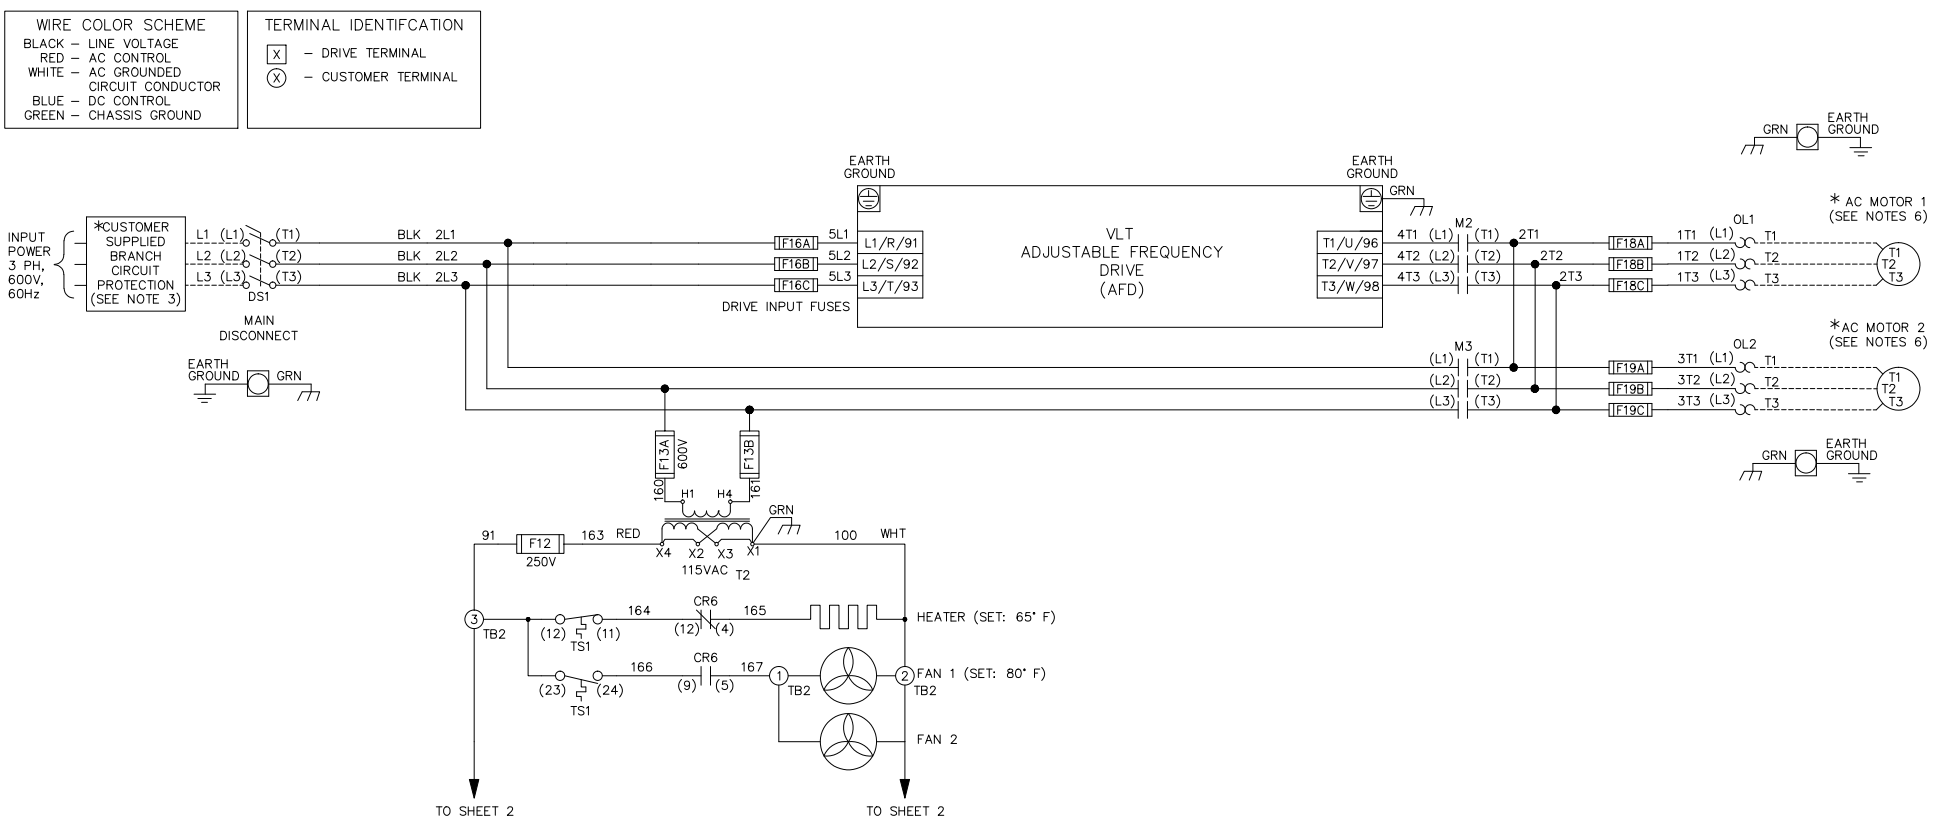 WIRE COLOR SCHEME
BLACK – LINE VOLTAGE
RED – AC CONTROL
WHITE – AC GROUNDED
CIRCUIT CONDUCTOR
BLUE – DC CONTROL
GREEN – CHASSIS GROUND
TERMINAL IDENTIFCATION
X – DRIVE TERMINAL
X – CUSTOMER TERMINAL
INPUT
POWER
3 PH,
600V,
60Hz
*CUSTOMER
SUPPLIED
BRANCH
CIRCUIT
PROTECTION
(SEE NOTE 3)
L1 (L1) (T1) BLK 2L1
L2 (L2) (T2) BLK 2L2
L3 (L3) (T3) BLK 2L3
DS1
MAIN
DISCONNECT
EARTH
GROUND GRN
F16A 5L1 L1/R/91
F16B 5L2 L2/S/92
F16C 5L3 L3/T/93
DRIVE INPUT FUSES
EARTH
GROUND
VLT
ADJUSTABLE FREQUENCY
DRIVE
(AFD)
EARTH
GROUND
GRN
M2
T1/U/96 4T1 (L1) (T1) 2T1 F18A 1T1 (L1) T1
T2/V/97 4T2 (L2) (T2) 2T2 F18B 1T2 (L2) T2
T3/W/98 4T3 (L3) (T3) 2T3 F18C 1T3 (L3) T3
OL1
GRN EARTH
GROUND
* AC MOTOR 1
(SEE NOTES 6)
T1
T2
T3
M3
(L1) (T1) F19A 3T1 (L1) T1
(L2) (T2) F19B 3T2 (L2) T2
(L3) (T3) F19C 3T3 (L3) T3
OL2
*AC MOTOR 2
(SEE NOTES 6)
T1
T2
T3
GRN EARTH
GROUND
F13A 600V F13B
160 H1 H4 161
GRN
91 F12 163 RED X4 X2 X3 X1 100 WHT
250V
115VAC T2
3 TB2
(12) (11) 164 CR6 165 HEATER (SET: 65° F)
TS1 (12) (4)
(23) (24) 166 CR6 167 1 TB2 2 TB2 FAN 1 (SET: 80° F)
TS1 (9) (5)
FAN 2
TO SHEET 2
TO SHEET 2